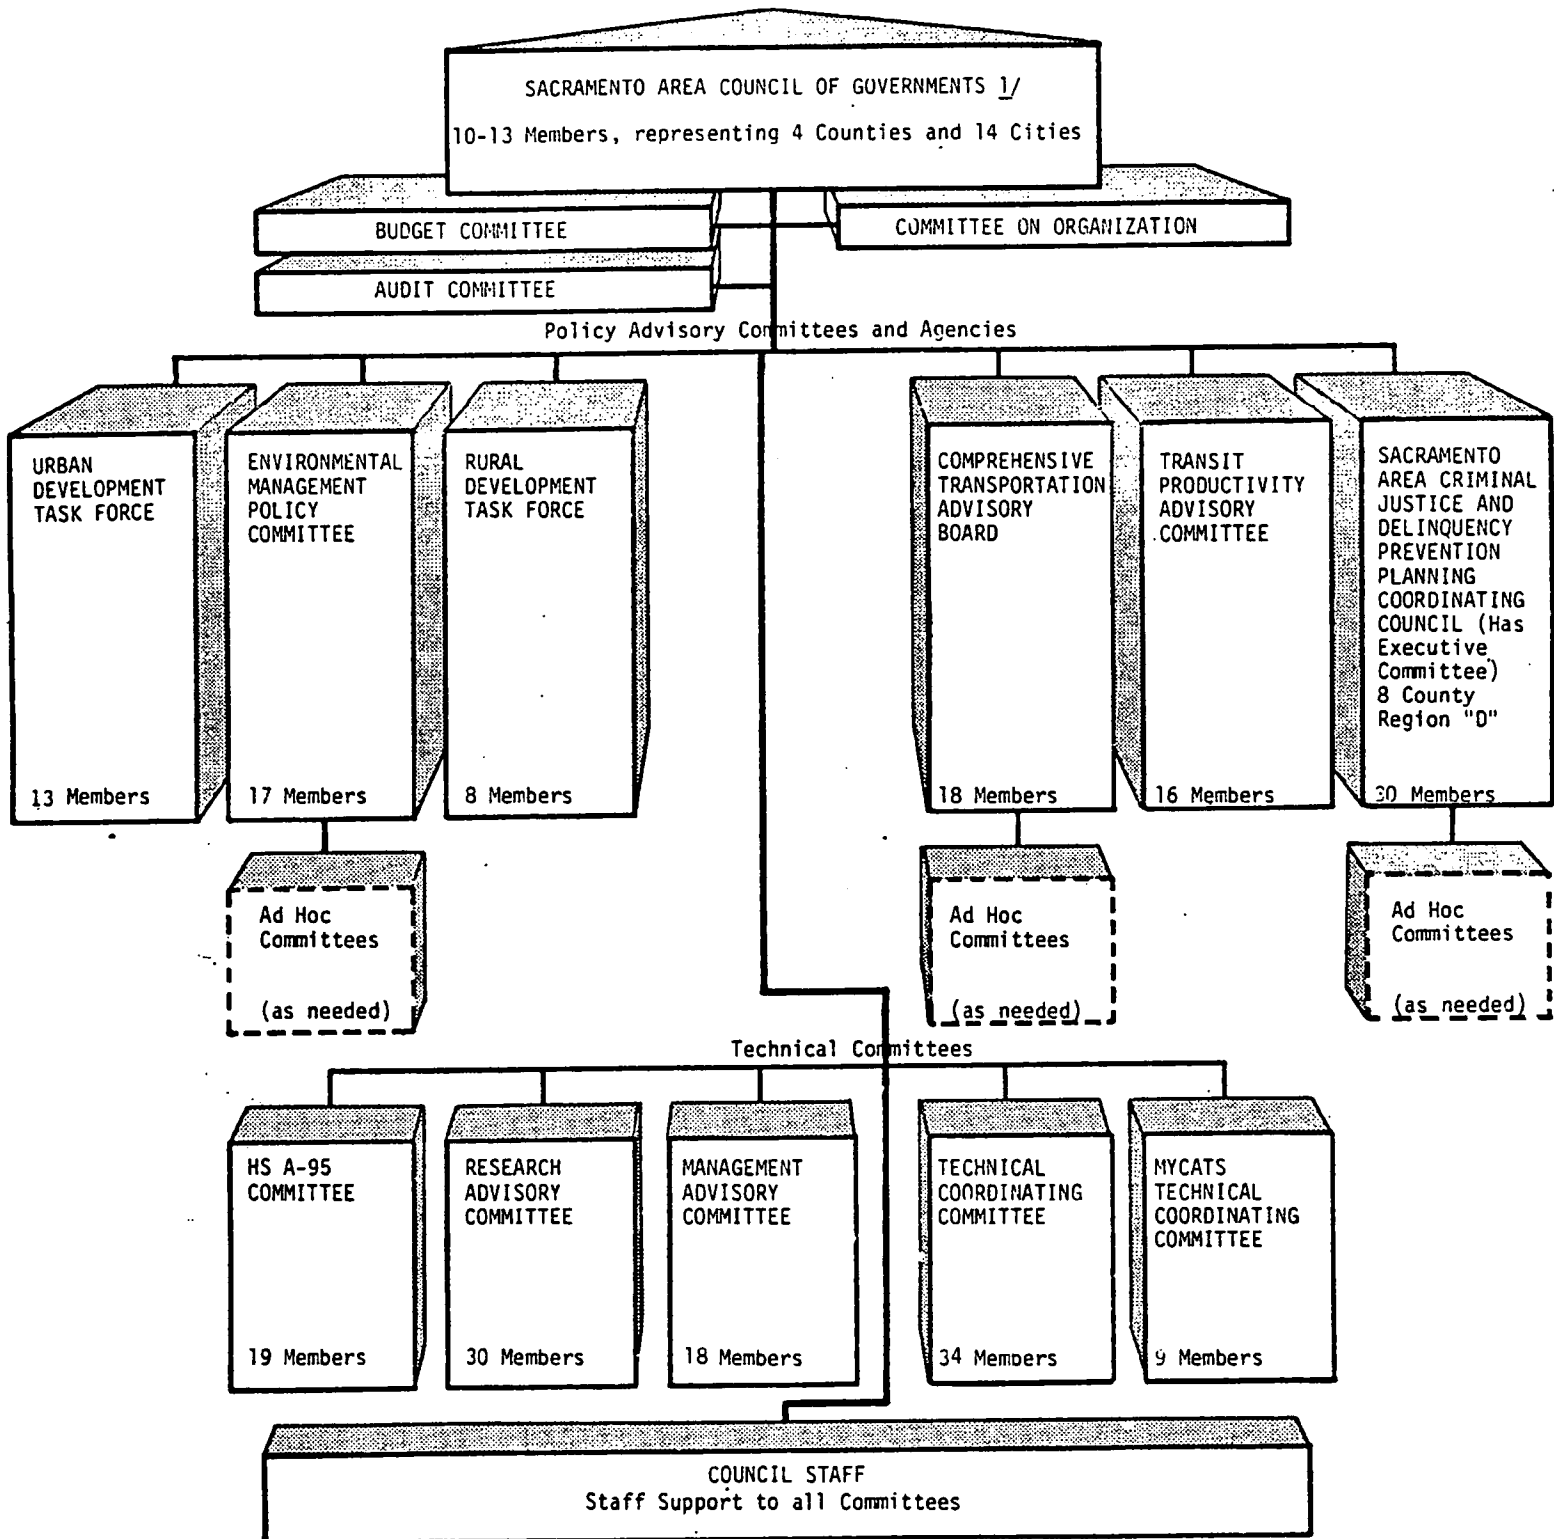 SACRAMENTO AREA COUNCIL OF GOVERNMENTS 1/
10-13 Members, representing 4 Counties and 14 Cities
BUDGET COMMITTEE
COMMITTEE ON ORGANIZATION
AUDIT COMMITTEE
Policy Advisory Committees and Agencies
URBAN
DEVELOPMENT
TASK FORCE
13 Members
ENVIRONMENTAL
MANAGEMENT
POLICY
COMMITTEE
17 Members
RURAL
DEVELOPMENT
TASK FORCE
8 Members
COMPREHENSIVE
TRANSPORTATION
ADVISORY
BOARD
18 Members
TRANSIT
PRODUCTIVITY
ADVISORY
COMMITTEE
16 Members
SACRAMENTO
AREA CRIMINAL
JUSTICE AND
DELINQUENCY
PREVENTION
PLANNING
COORDINATING
COUNCIL (Has
Executive
Committee)
8 County
Region "D"
30 Members
Ad Hoc
Committees
(as needed)
Ad Hoc
Committees
(as needed)
Ad Hoc
Committees
(as needed)
Technical Committees
HS A-95
COMMITTEE
19 Members
RESEARCH
ADVISORY
COMMITTEE
30 Members
MANAGEMENT
ADVISORY
COMMITTEE
18 Members
TECHNICAL
COORDINATING
COMMITTEE
34 Members
MYCATS
TECHNICAL
COORDINATING
COMMITTEE
9 Members
COUNCIL STAFF
Staff Support to all Committees